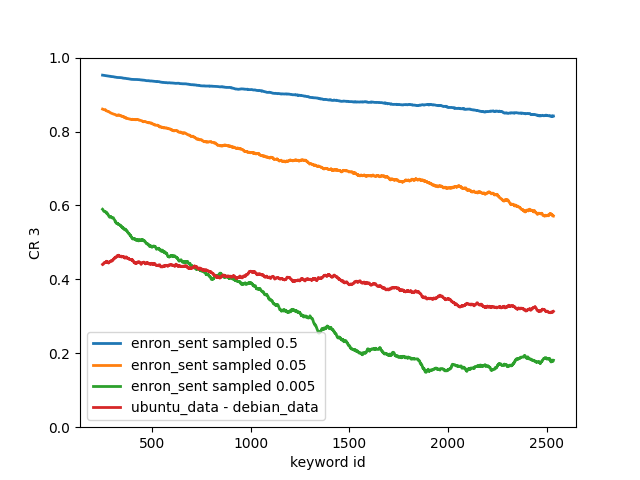 1.0
0.8
0.6
0.4
0.2
0.0
CR 3
enron_sent sampled 0.5
enron_sent sampled 0.05
enron_sent sampled 0.005
ubuntu_data - debian_data
500 1000 1500 2000 2500
keyword id